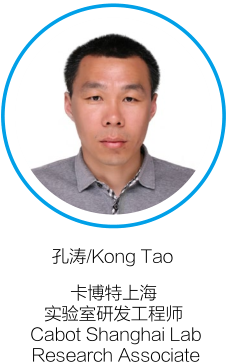 孔涛/Kong Tao
卡博特上海
实验室研发工程师
Cabot Shanghai Lab
Research Associate